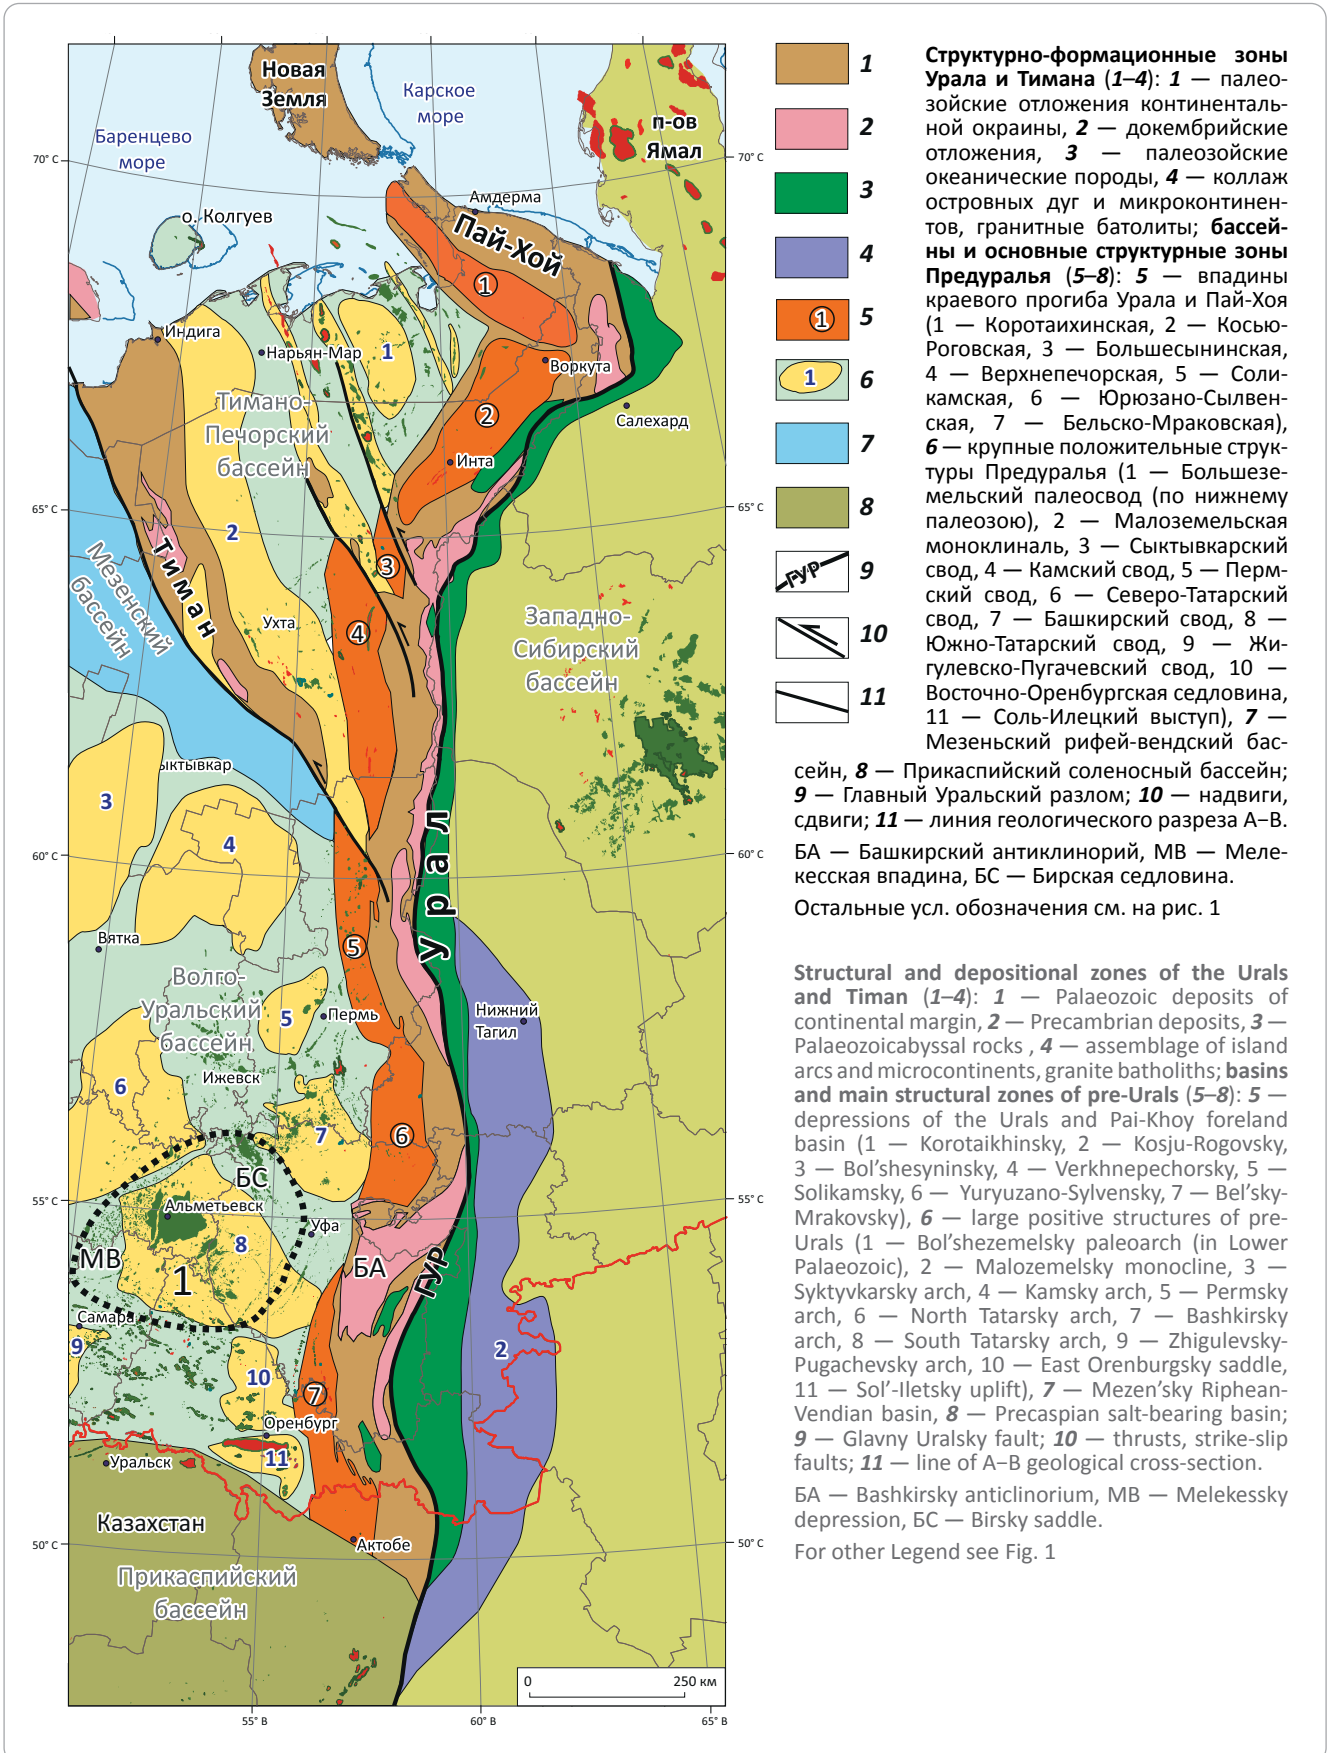 Новая
Земля
Карское
море
Баренцево
море
п-ов
Ямал
70° С
70° С
Амдерма
о. Колгуев
Пай-Хой
1
Индига
Нарьян-Мар
1
Воркута
Тимано-
Печорский
бассейн
2
Салехард
Инта
65° С
65° С
2
Мезенский
бассейн
Тиман
3
Ухта
4
Западно-
Сибирский
бассейн
ыктывкар
3
4
Урал
60° С
60° С
Вятка
5
Волго-
Уральский
бассейн
5
Пермь
Нижний
Тагил
Ижевск
6
7
6
БС
55° С
55° С
Альметьевск
Уфа
8
МВ
1
БА
ГУР
Самара
9
2
10
7
Оренбург
11
Уральск
Казахстан
Актобе
50° С
50° С
Прикаспийский
бассейн
0 250 км
55° В
60° В
65° В
1
2
3
4
1 5
1 6
7
8
ГУР 9
10
11
Структурно-формационные зоны
Урала и Тимана (1–4): 1 — палео-
зойские отложения континенталь-
ной окраины, 2 — докембрийские
отложения, 3 — палеозойские
океанические породы, 4 — коллаж
островных дуг и микроконтинен-
тов, гранитные батолиты; бассей-
ны и основные структурные зоны
Предуралья (5–8): 5 — впадины
краевого прогиба Урала и Пай-Хоя
(1 — Коротаихинская, 2 — Косью-
Роговская, 3 — Большесынинская,
4 — Верхнепечорская, 5 — Соли-
камская, 6 — Юрюзано-Сылвен-
ская, 7 — Бельско-Мраковская),
6 — крупные положительные струк-
туры Предуралья (1 — Большезе-
мельский палеосвод (по нижнему
палеозою), 2 — Малоземельская
моноклиналь, 3 — Сыктывкарский
свод, 4 — Камский свод, 5 — Перм-
ский свод, 6 — Северо-Татарский
свод, 7 — Башкирский свод, 8 —
Южно-Татарский свод, 9 — Жи-
гулевско-Пугачевский свод, 10 —
Восточно-Оренбургская седловина,
11 — Соль-Илецкий выступ), 7 —
Мезеньский рифей-вендский бас-
сейн, 8 — Прикаспийский соленосный бассейн;
9 — Главный Уральский разлом; 10 — надвиги,
сдвиги; 11 — линия геологического разреза А–В.
БА — Башкирский антиклинорий, МВ — Меле-
кесская впадина, БС — Бирская седловина.
Остальные усл. обозначения см. на рис. 1
Structural and depositional zones of the Urals
and Timan (1–4): 1 — Palaeozoic deposits of
continental margin, 2 — Precambrian deposits, 3 —
Palaeozoicabyssal rocks , 4 — assemblage of island
arcs and microcontinents, granite batholiths; basins
and main structural zones of pre-Urals (5–8): 5 —
depressions of the Urals and Pai-Khoy foreland
basin (1 — Korotaikhinsky, 2 — Kosju-Rogovsky,
3 — Bol’shesyninsky, 4 — Verkhnepechorsky, 5 —
Solikamsky, 6 — Yuryuzano-Sylvensky, 7 — Bel’sky-
Mrakovsky), 6 — large positive structures of pre-
Urals (1 — Bol’shezemelsky paleoarch (in Lower
Palaeozoic), 2 — Malozemelsky monocline, 3 —
Syktyvkarsky arch, 4 — Kamsky arch, 5 — Permsky
arch, 6 — North Tatarsky arch, 7 — Bashkirsky
arch, 8 — South Tatarsky arch, 9 — Zhigulevsky-
Pugachevsky arch, 10 — East Orenburgsky saddle,
11 — Sol’-Iletsky uplift), 7 — Mezen’sky Riphean-
Vendian basin, 8 — Precaspian salt-bearing basin;
9 — Glavny Uralsky fault; 10 — thrusts, strike-slip
faults; 11 — line of A–B geological cross-section.
БА — Bashkirsky anticlinorium, МВ — Melekessky
depression, БС — Birsky saddle.
For other Legend see Fig. 1